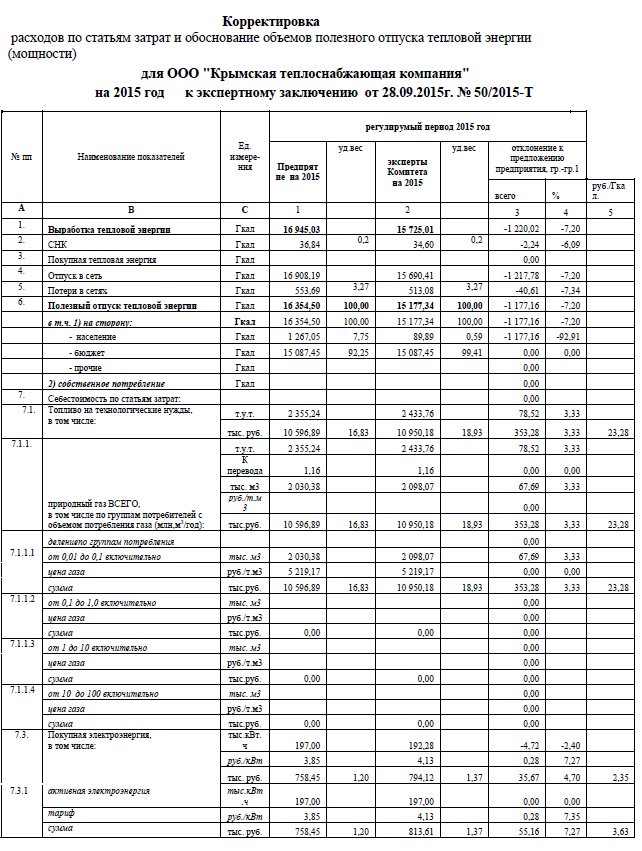 Корректировка
расходов по статьям затрат и обоснование объемов полезного отпуска тепловой энергии
(мощности)
для ООО "Крымская теплоснабжающая компания"
на 2015 год к экспертному заключению от 28.09.2015г. № 50/2015-Т
регулируемый период 2015 год
№ пп Наименование показателей Ед. измере-ния Предприятие на 2015 уд.вес эксперты Комитета на 2015 уд.вес отклонение к предложению предприятия, гр.-гр.1
всего % руб./Гкал.
А В С 1 2 3 4 5
1. Выработка тепловой энергии Гкал 16 945,03 15 725,01 -1 220,02 -7,20
2. СНК Гкал 36,84 0,2 34,60 0,2 -2,24 -6,09
3. Покупная тепловая энергия Гкал 0,00
4. Отпуск в сеть Гкал 16 908,19 15 690,41 -1 217,78 -7,20
5. Потери в сетях Гкал 553,69 3,27 513,08 3,27 -40,61 -7,34
6. Полезный отпуск тепловой энергии Гкал 16 354,50 100,00 15 177,34 100,00 -1 177,16 -7,20
в т.ч. 1) на сторону: Гкал 16 354,50 100,00 15 177,34 100,00 -1 177,16 -7,20
- население Гкал 1 267,05 7,75 89,89 0,59 -1 177,16 -92,91
- бюджет Гкал 15 087,45 92,25 15 087,45 99,41 0,00 0,00
- прочие Гкал 0,00
2) собственное потребление Гкал 0,00
7. Себестоимость по статьям затрат: 0,00
7.1. Топливо на технологические нужды, т.у.т. 2 355,24 2 433,76 78,52 3,33
в том числе: тыс. руб. 10 596,89 16,83 10 950,18 18,93 353,28 3,33 23,28
7.1.1. т.у.т. 2 355,24 2 433,76 78,52 3,33
К перевода 1,16 1,16 0,00 0,00
тыс. м3 2 030,38 2 098,07 67,69 3,33
природный газ ВСЕГО, руб./т.м3 0,00
в том числе по группам потребителей с
объемом потребления газа (млн,м³/год): тыс.руб. 10 596,89 16,83 10 950,18 18,93 353,28 3,33 23,28
делениепо группам потребления 0,00
7.1.1.1 от 0,01 до 0,1 включительно тыс. м3 2 030,38 2 098,07 67,69 3,33
цена газа руб./т.м3 5 219,17 5 219,17 0,00 0,00
сумма тыс.руб. 10 596,89 16,83 10 950,18 18,93 353,28 3,33 23,28
7.1.1.2 от 0,1 до 1,0 включительно тыс. м3 0,00
цена газа руб./т.м3 0,00
сумма тыс.руб. 0,00 0,00 0,00
7.1.1.3 от 1 до 10 включительно тыс. м3 0,00
цена газа руб./т.м3 0,00
сумма тыс.руб. 0,00 0,00 0,00
7.1.1.4 от 10 до 100 включительно тыс. м3 0,00
цена газа руб./т.м3 0,00
сумма тыс.руб. 0,00 0,00 0,00
7.3. Покупная электроэнергия, в том числе: тыс.кВт.ч 197,00 192,28 -4,72 -2,40
руб./кВт 3,85 4,13 0,28 7,27
тыс. руб. 758,45 1,20 794,12 1,37 35,67 4,70 2,35
7.3.1 активная электроэнергия тыс.кВт.ч 197,00 197,00 0,00 0,00
тариф руб./кВт 3,85 4,13 0,28 7,35
сумма тыс. руб. 758,45 1,20 813,61 1,37 55,16 7,27 3,63